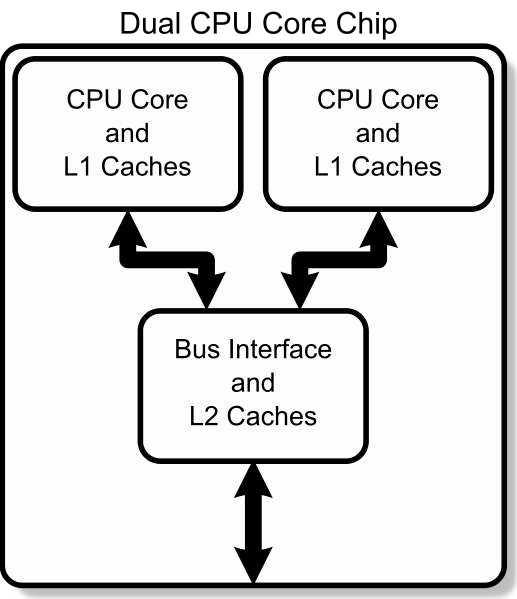 Dual CPU Core Chip
CPU Core
and
L1 Caches
CPU Core
and
L1 Caches
Bus Interface
and
L2 Caches